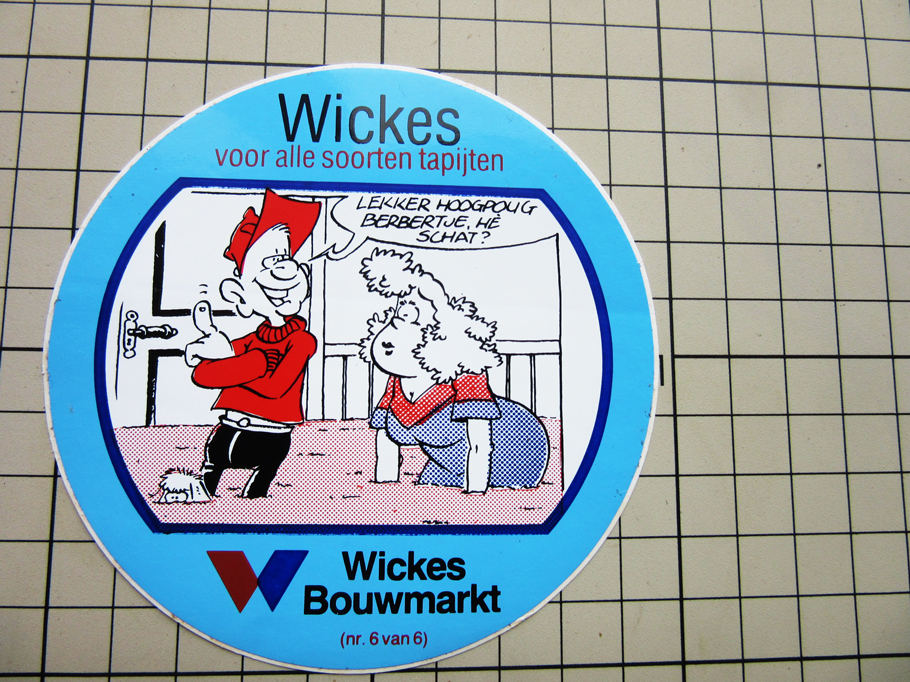 Wickes
voor alle soorten tapijten
LEKKER HOOGPOLIG
BERBERTJE, HÈ
SCHAT?
Wickes
Bouwmarkt
(nr. 6 van 6)